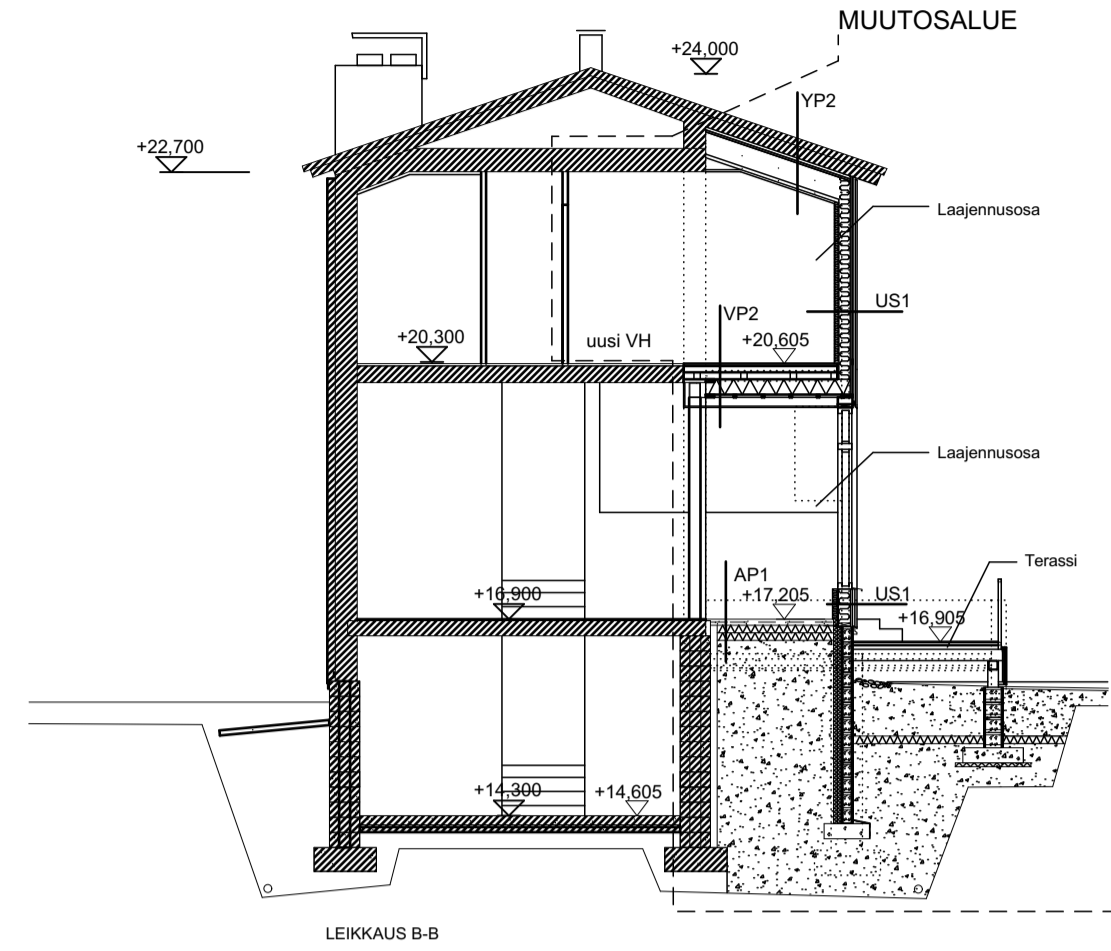 MUUTOSALUE
+24,000
YP2
+22,700
Laajennusosa
US1
VP2
+20,300
uusi VH
+20,605
Laajennusosa
Terassi
AP1
+16,900
+17,205
US1
+16,905
+14,300
+14,605
LEIKKAUS B-B